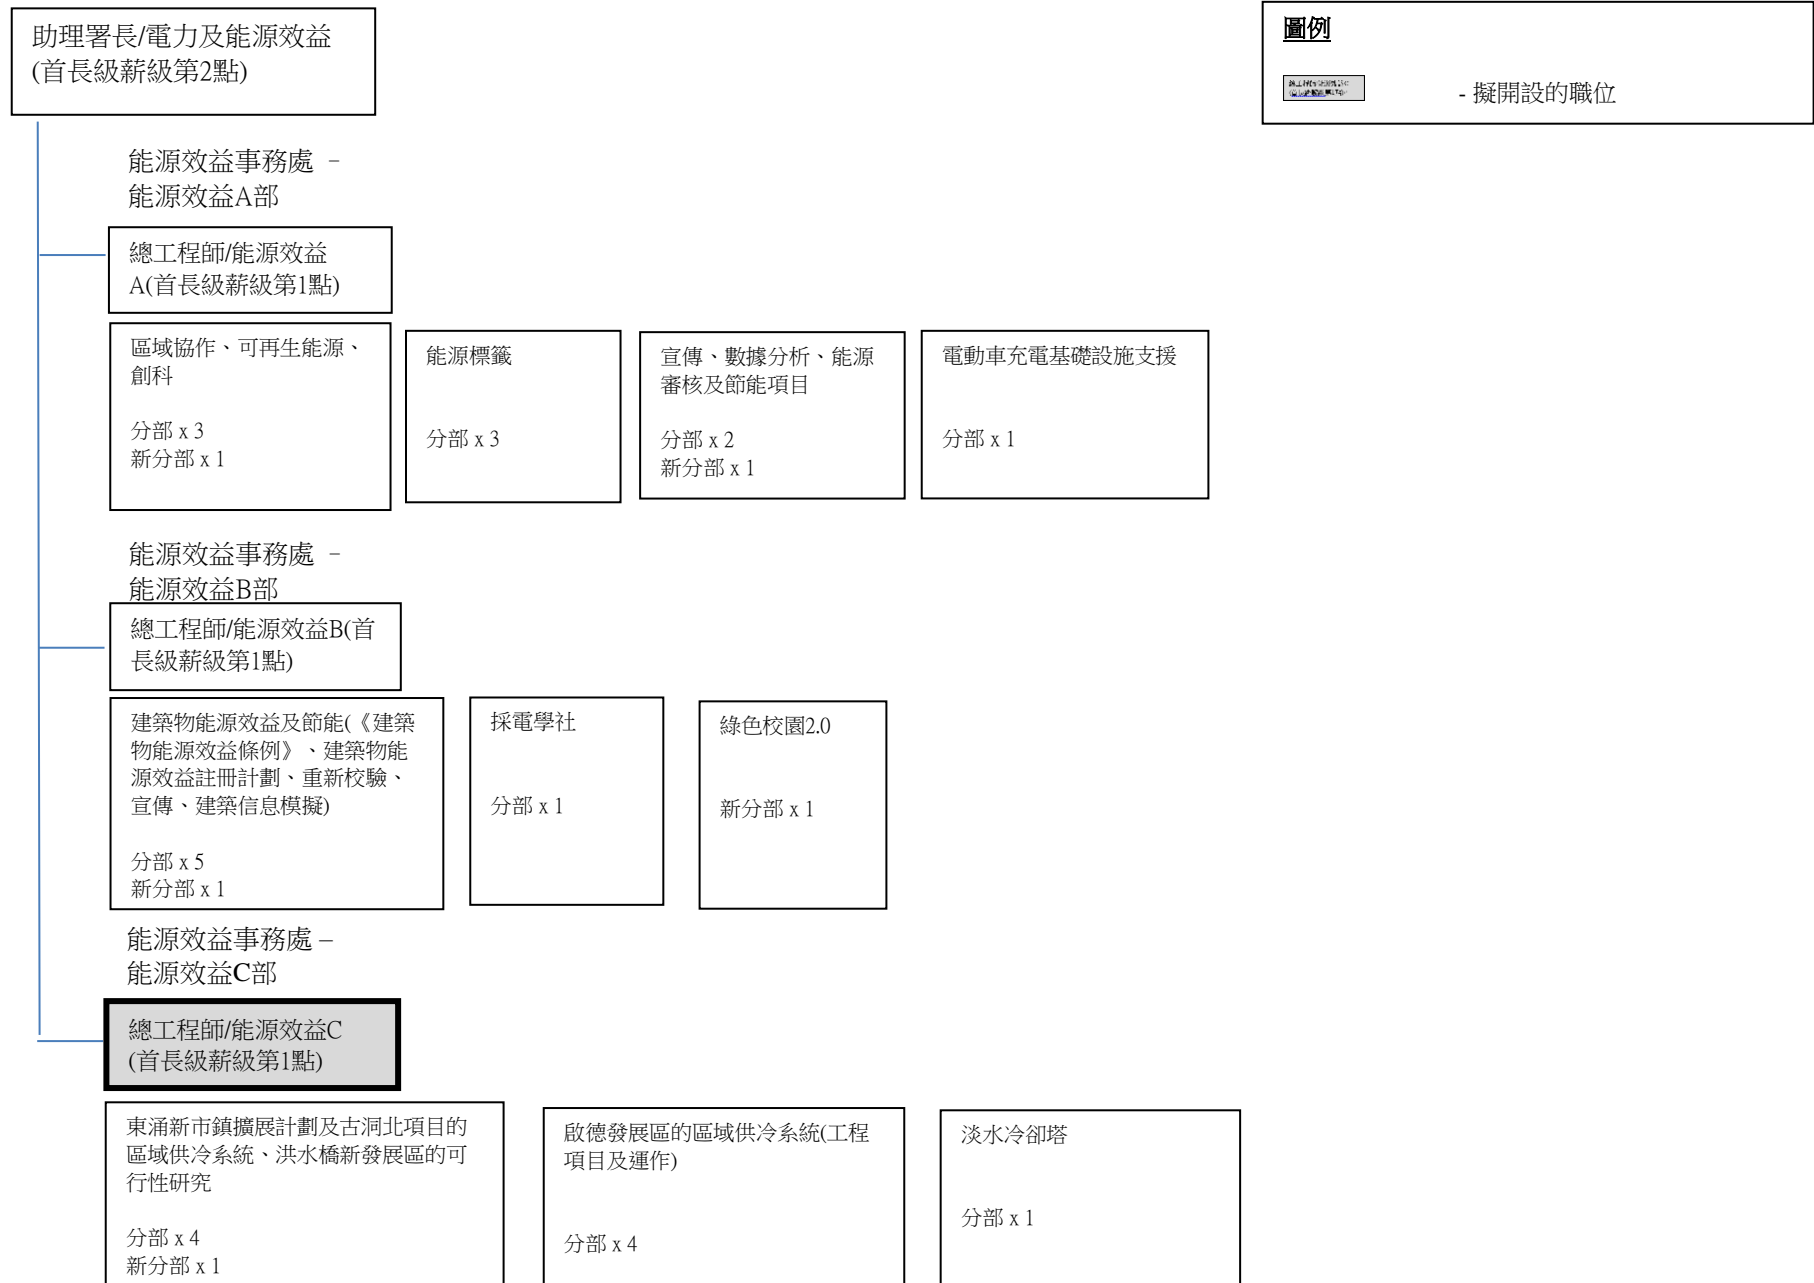 助理署長/電力及能源效益
(首長級薪級第2點)
圖例
- 擬開設的職位
能源效益事務處 –
能源效益A部
總工程師/能源效益
A(首長級薪級第1點)
區域協作、可再生能源、
創科
分部 x 3
新分部 x 1
能源標籤
分部 x 3
宣傳、數據分析、能源
審核及節能項目
分部 x 2
新分部 x 1
電動車充電基礎設施支援
分部 x 1
能源效益事務處 –
能源效益B部
總工程師/能源效益B(首
長級薪級第1點)
建築物能源效益及節能(《建築
物能源效益條例》、建築物能
源效益註冊計劃、重新校驗、
宣傳、建築信息模擬)
分部 x 5
新分部 x 1
採電學社
分部 x 1
綠色校園2.0
新分部 x 1
能源效益事務處 –
能源效益C部
總工程師/能源效益C
(首長級薪級第1點)
東涌新市鎮擴展計劃及古洞北項目的
區域供冷系統、洪水橋新發展區的可
行性研究
分部 x 4
新分部 x 1
啟德發展區的區域供冷系統(工程
項目及運作)
分部 x 4
淡水冷卻塔
分部 x 1